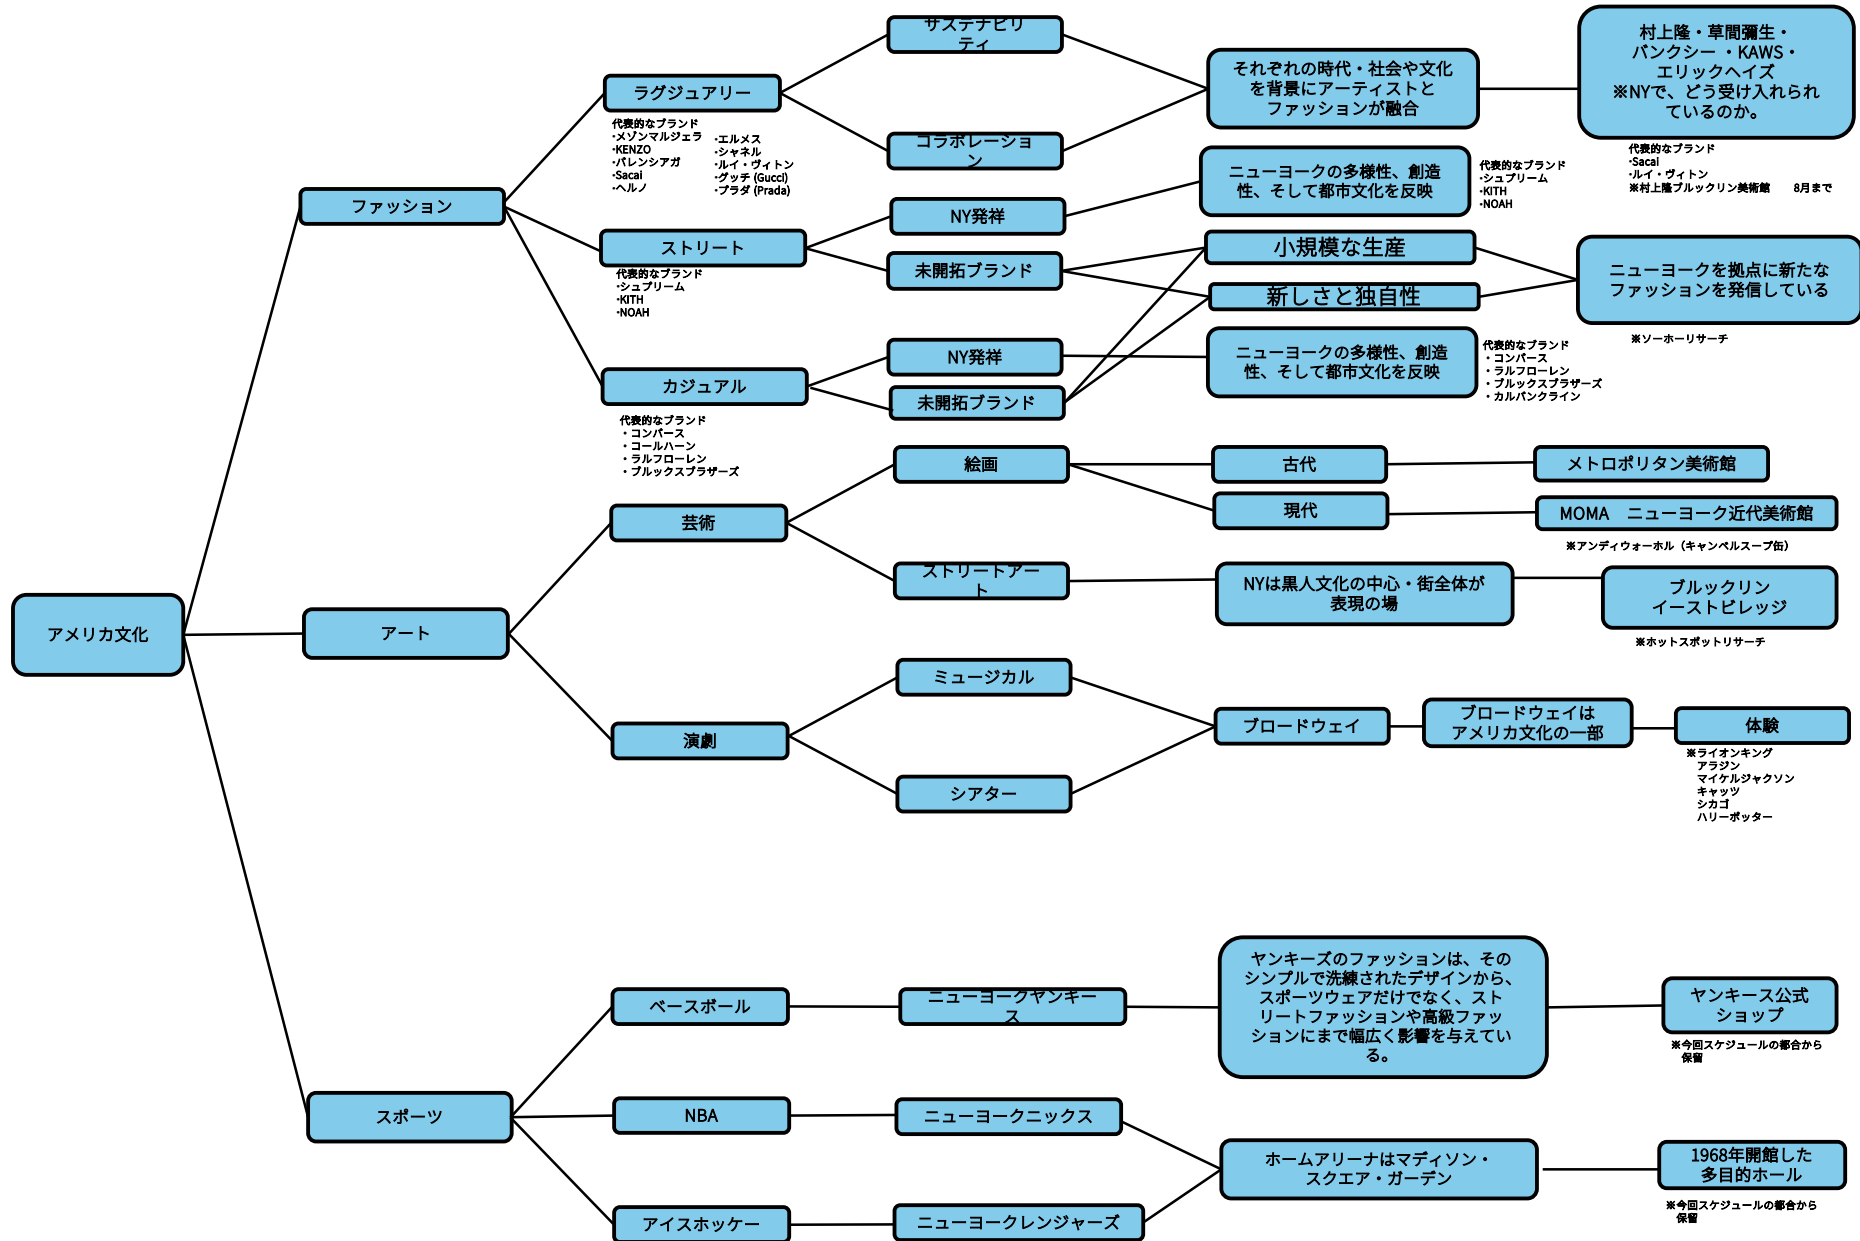 アメリカ文化
ファッション
ラグジュアリー
代表的なブランド
・メゾンマルジェラ
・KENZO
・バレンシアガ
・Sacai
・ヘルノ
・エルメス
・シャネル
・ルイ・ヴィトン
・グッチ (Gucci)
・プラダ (Prada)
サステナビリ
ティ
コラボレーショ
ン
それぞれの時代・社会や文化
を背景にアーティストと
ファッションが融合
村上隆・草間彌生・
バンクシー ・KAWS・
エリックヘイズ
※NYで、どう受け入れられ
ているのか。
代表的なブランド
・Sacai
・ルイ・ヴィトン
※村上隆ブルックリン美術館　　8月まで
ストリート
代表的なブランド
・シュプリーム
・KITH
・NOAH
NY発祥
ニューヨークの多様性、創造
性、そして都市文化を反映
代表的なブランド
・シュプリーム
・KITH
・NOAH
未開拓ブランド
小規模な生産
新しさと独自性
ニューヨークを拠点に新たな
ファッションを発信している
※ソーホーリサーチ
カジュアル
代表的なブランド
・コンバース
・コールハーン
・ラルフローレン
・ブルックスブラザーズ
NY発祥
ニューヨークの多様性、創造
性、そして都市文化を反映
代表的なブランド
・コンバース
・ラルフローレン
・ブルックスブラザーズ
・カルバンクライン
未開拓ブランド
アート
芸術
絵画
古代
メトロポリタン美術館
現代
MOMA　ニューヨーク近代美術館
※アンディウォーホル（キャンベルスープ缶）
ストリートアー
ト
NYは黒人文化の中心・街全体が
表現の場
ブルックリン
イーストビレッジ
※ホットスポットリサーチ
演劇
ミュージカル
シアター
ブロードウェイ
ブロードウェイは
アメリカ文化の一部
体験
※ライオンキング
アラジン
マイケルジャクソン
キャッツ
シカゴ
ハリーポッター
スポーツ
ベースボール
ニューヨークヤンキー
ス
ヤンキーズのファッションは、その
シンプルで洗練されたデザインから、
スポーツウェアだけでなく、スト
リートファッションや高級ファッ
ションにまで幅広く影響を与えてい
る。
ヤンキース公式
ショップ
※今回スケジュールの都合から
保留
NBA
ニューヨークニックス
アイスホッケー
ニューヨークレンジャーズ
ホームアリーナはマディソン・
スクエア・ガーデン
1968年開館した
多目的ホール
※今回スケジュールの都合から
保留